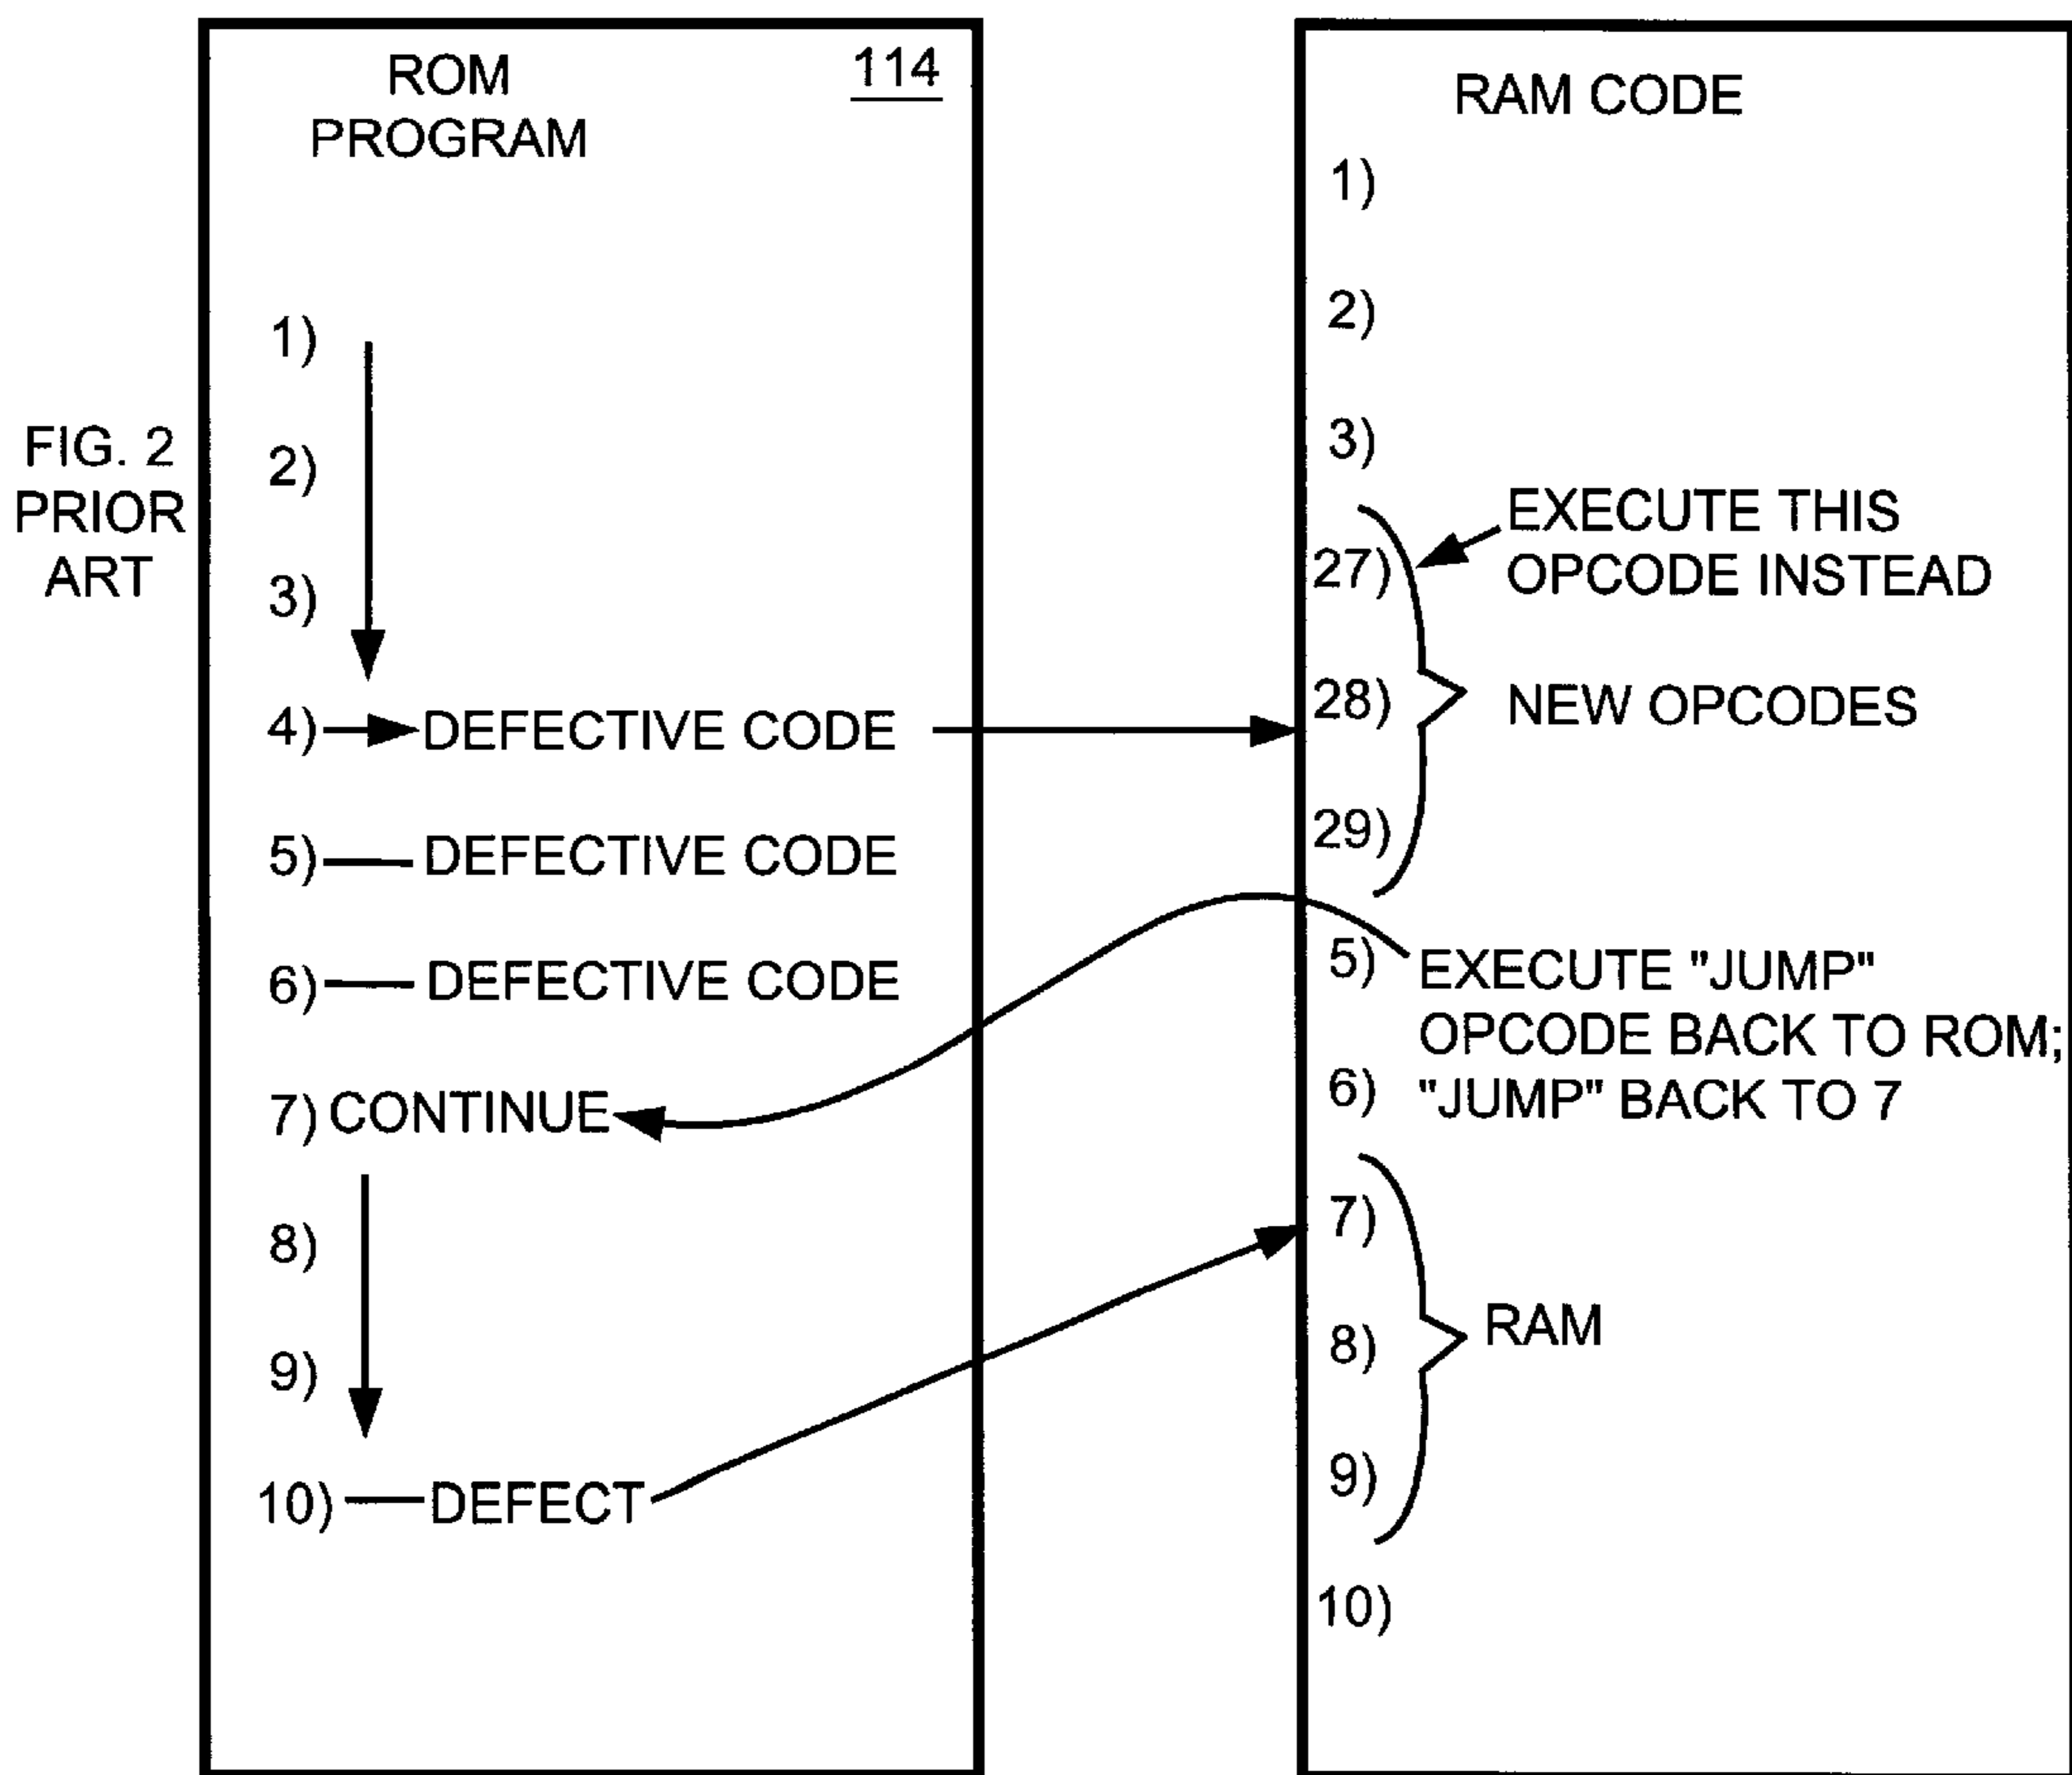 FIG. 2
PRIOR
ART
ROM
PROGRAM
114
1)
2)
3)
4) DEFECTIVE CODE
5) DEFECTIVE CODE
6) DEFECTIVE CODE
7) CONTINUE
8)
9)
10) DEFECT
RAM CODE
1)
2)
3)
27)
28)
29)
EXECUTE THIS
OPCODE INSTEAD
NEW OPCODES
5) EXECUTE "JUMP"
OPCODE BACK TO ROM;
6) "JUMP" BACK TO 7
7)
8)
9)
RAM
10)